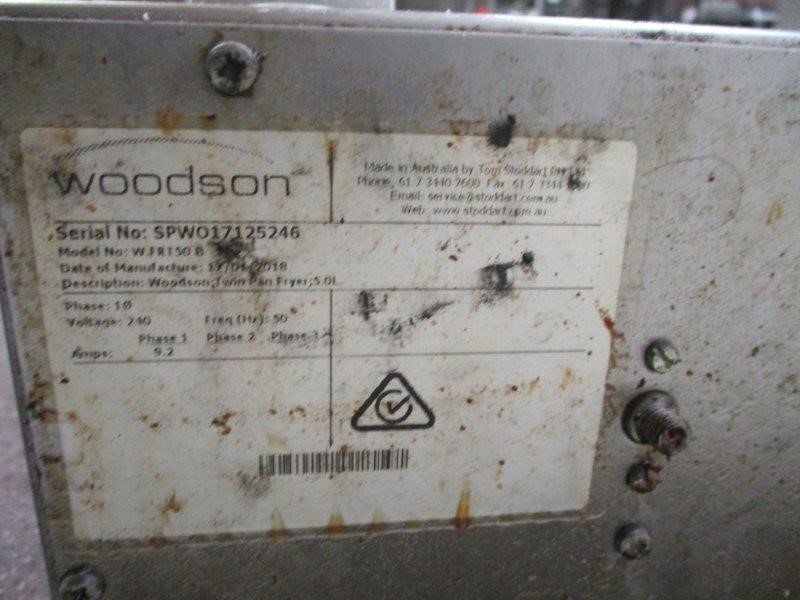 woodson
Made in Australia by Tom Stoddart Pty Ltd
Phone, 61 7 3440 7600 Fax 61 7 3344
Email: service@stoddart.com.au
Web: www.stoddart.com.au
Serial No: SPWO17125246
Model No: W.FRT50 B
Date of Manufacture: 2018
Description: Woodson;Twin Pan Fryer;5.0L
Phase: 1Ø
Voltage: 240 Freq (Hz): 50
Phase 1 Phase 2 Phase 3
Amps: 9.2